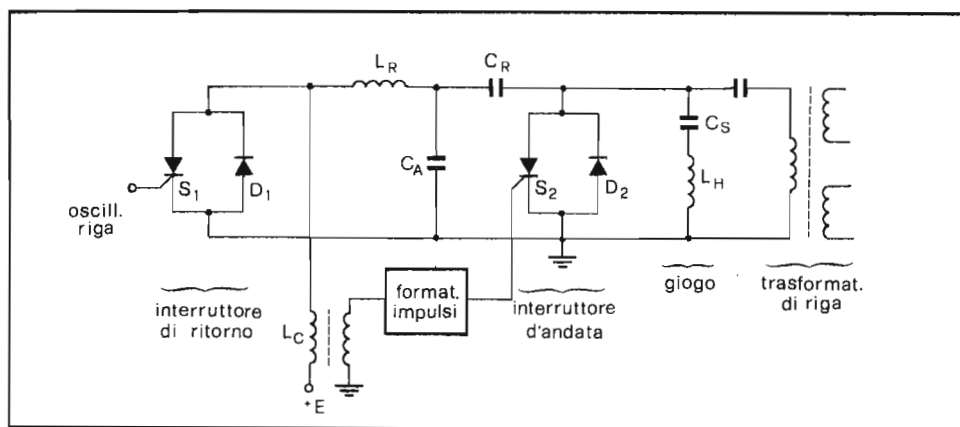 L_R
C_R
C_A
C_S
L_H
S_1
D_1
S_2
D_2
oscill.
riga
interruttore
di ritorno
L_C
+E
format.
impulsi
interruttore
d'andata
giogo
trasformat.
di riga